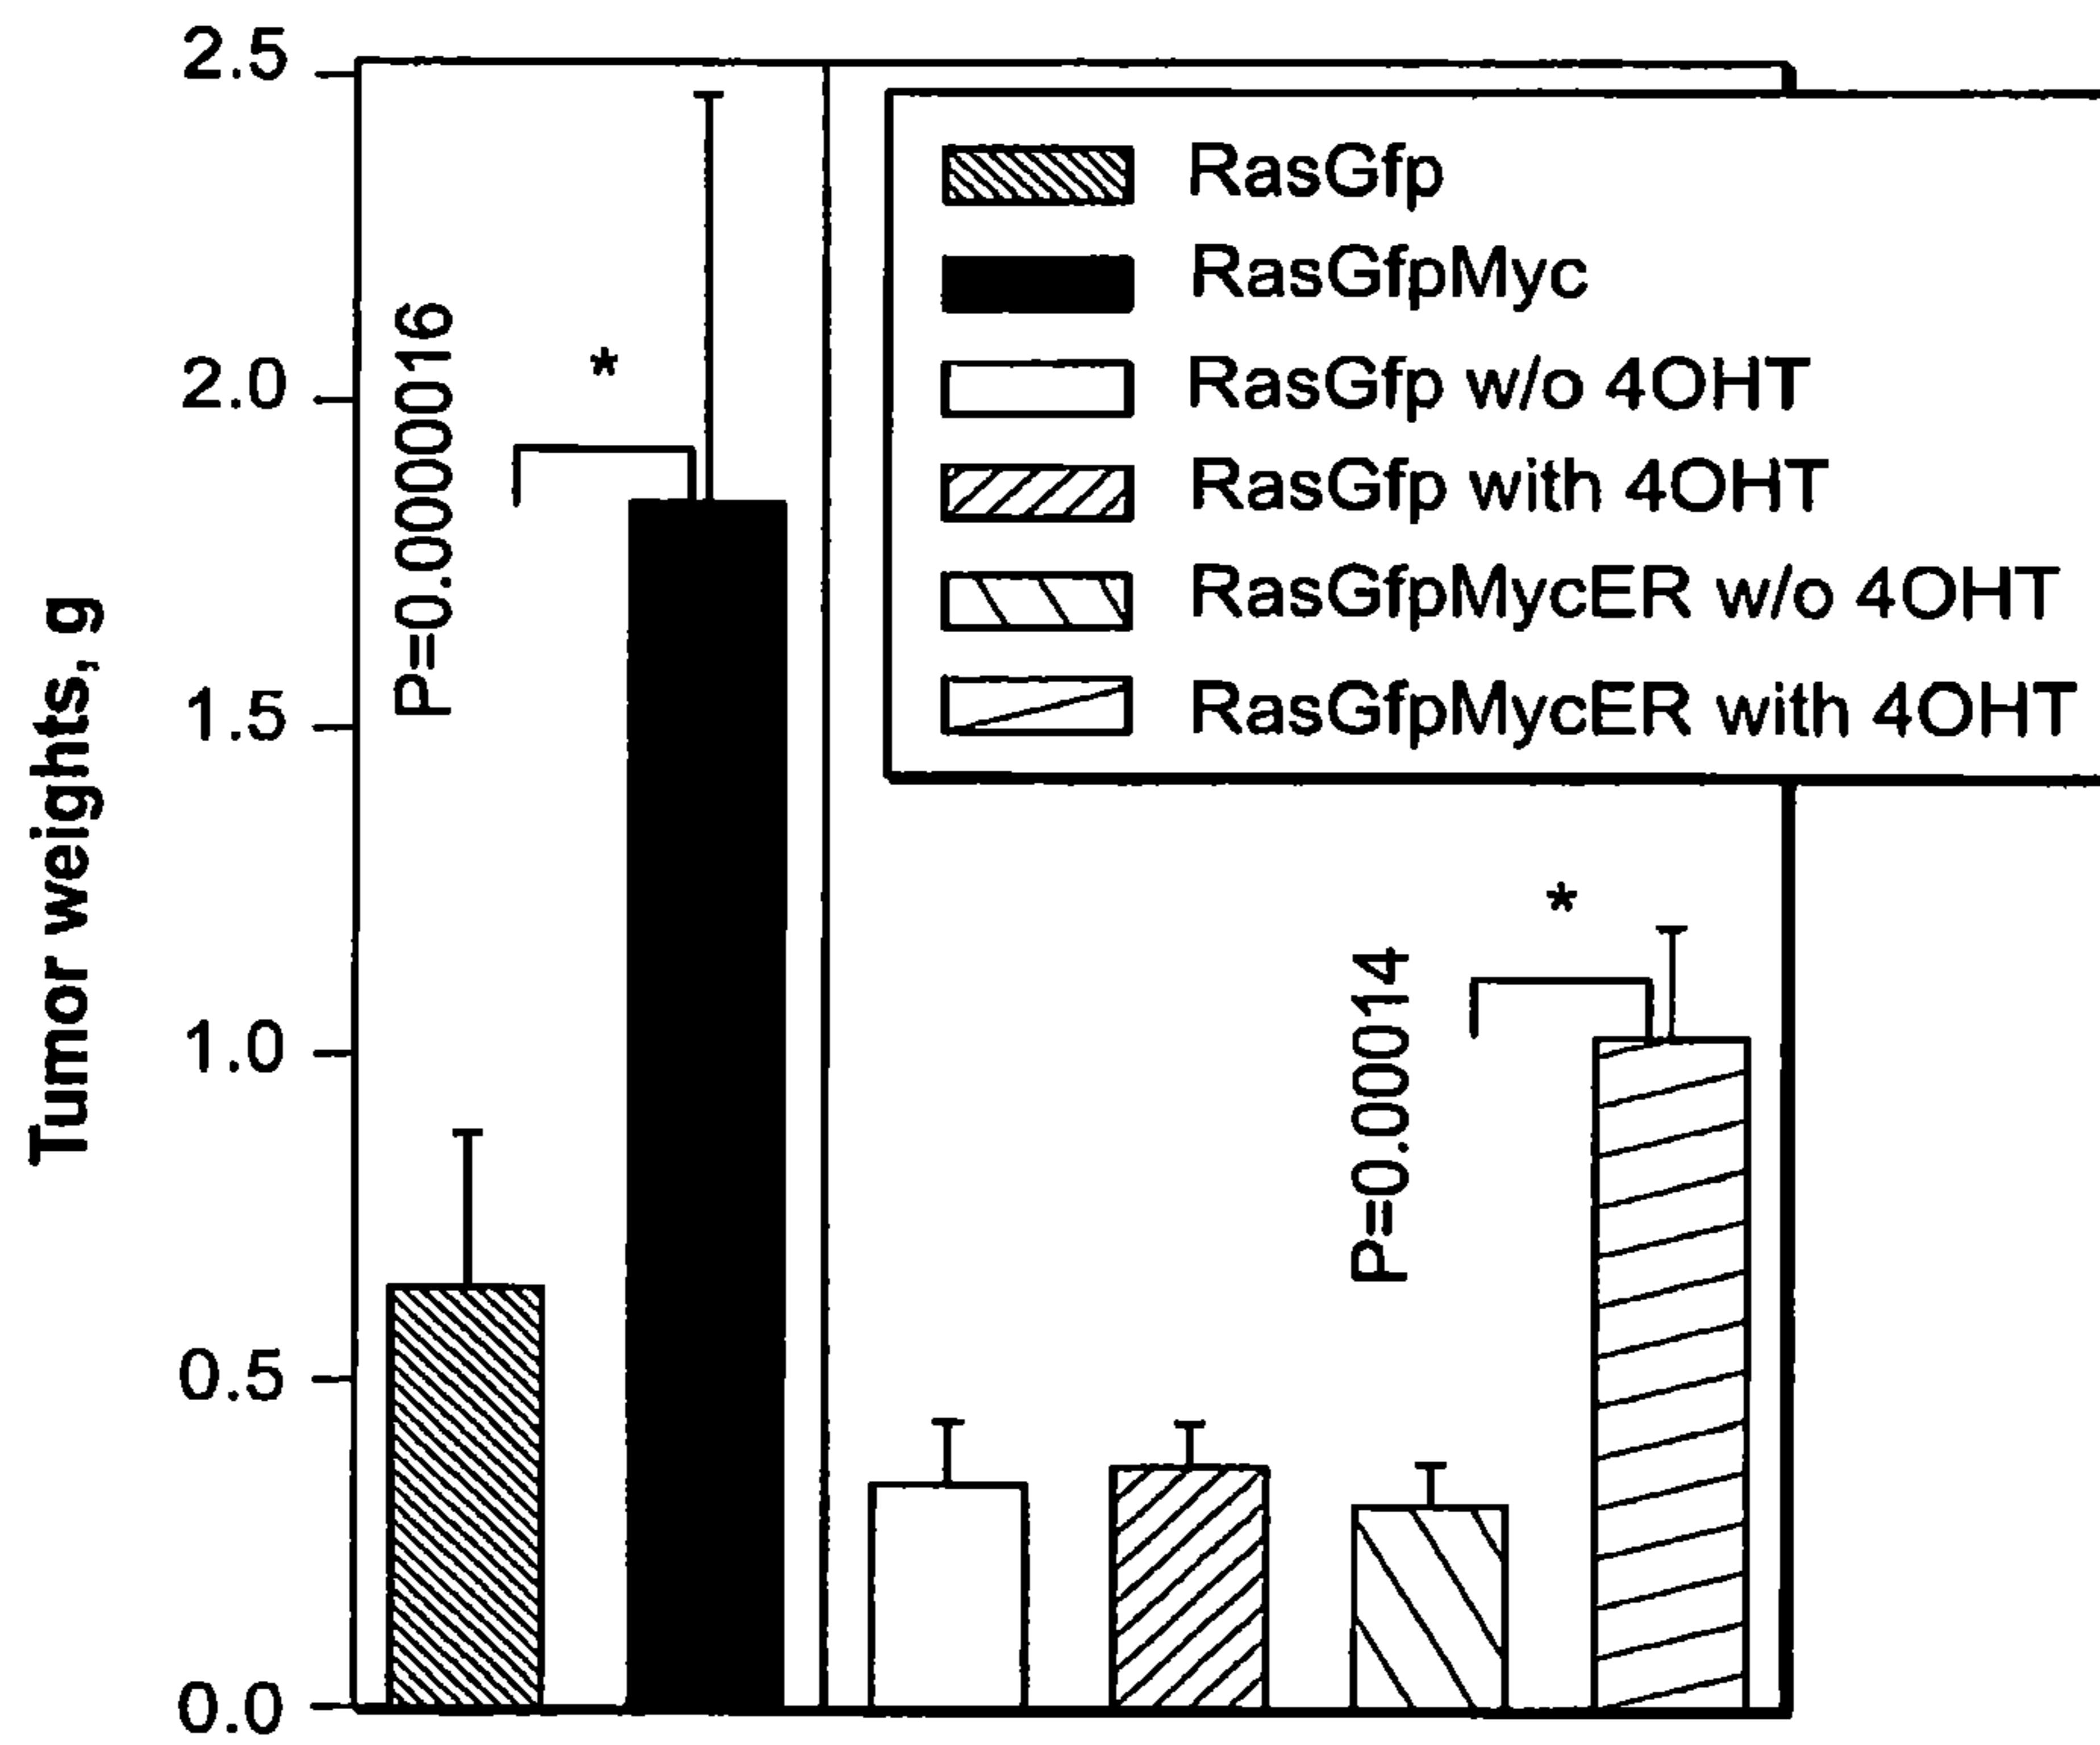 Tumor weights, g
2.5
2.0
1.5
1.0
0.5
0.0
P=0.000016
*
RasGfp
RasGfpMyc
RasGfp w/o 4OHT
RasGfp with 4OHT
RasGfpMycER w/o 4OHT
RasGfpMycER with 4OHT
P=0.00014
*